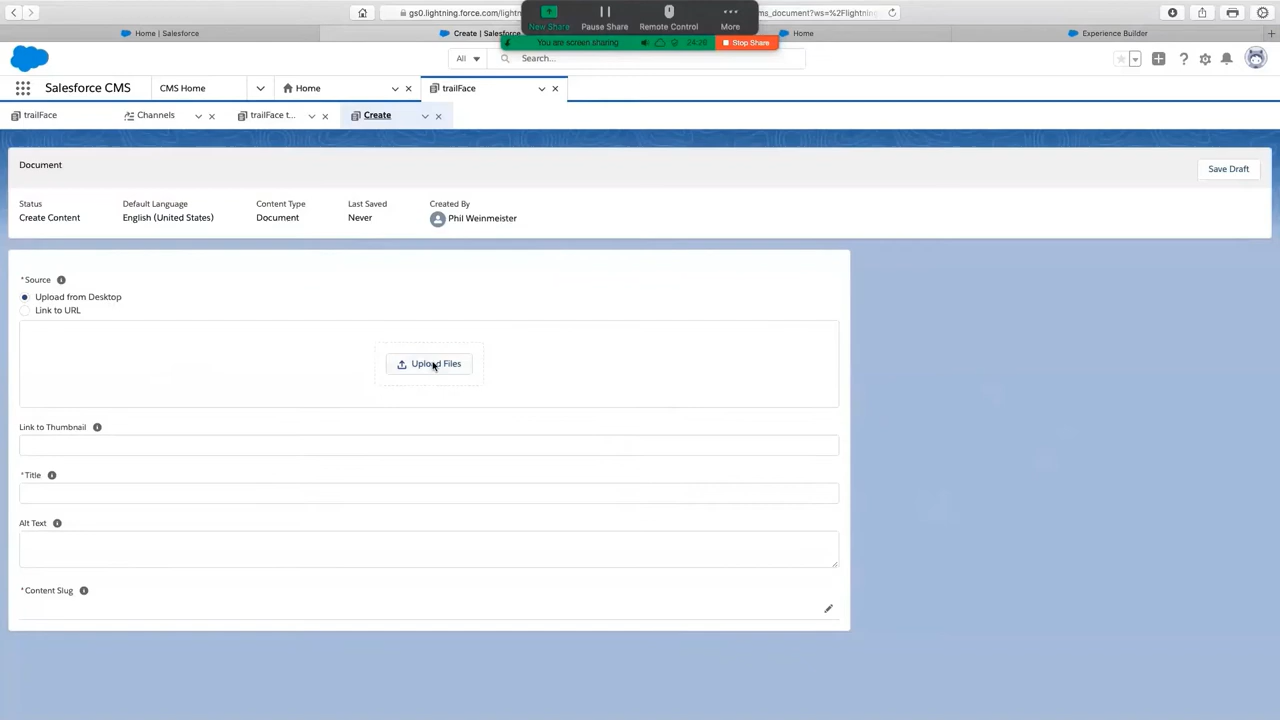 gs0.lightning.force.com/lightn
ms_document?ws=%2Flightning
New Share
Pause Share
Remote Control
More
Home | Salesforce
Create | Salesforce
You are screen sharing
24:20
Stop Share
Home
Experience Builder
All
Search...
Salesforce CMS
CMS Home
Home
trailFace
trailFace
Channels
trailFace t...
Create
Document
Save Draft
Status
Default Language
Content Type
Last Saved
Created By
Create Content
English (United States)
Document
Never
Phil Weinmeister
*Source
Upload from Desktop
Link to URL
Upload Files
Link to Thumbnail
*Title
Alt Text
*Content Slug